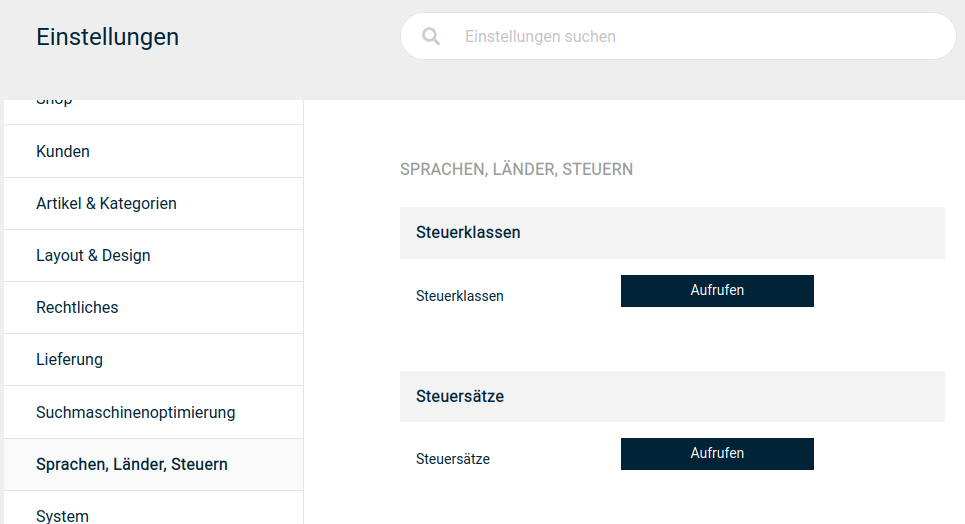 Einstellungen
Einstellungen suchen
Shop
Kunden
Artikel & Kategorien
Layout & Design
Rechtliches
Lieferung
Suchmaschinenoptimierung
Sprachen, Länder, Steuern
System
SPRACHEN, LÄNDER, STEUERN
Steuerklassen
Steuerklassen
Aufrufen
Steuersätze
Steuersätze
Aufrufen